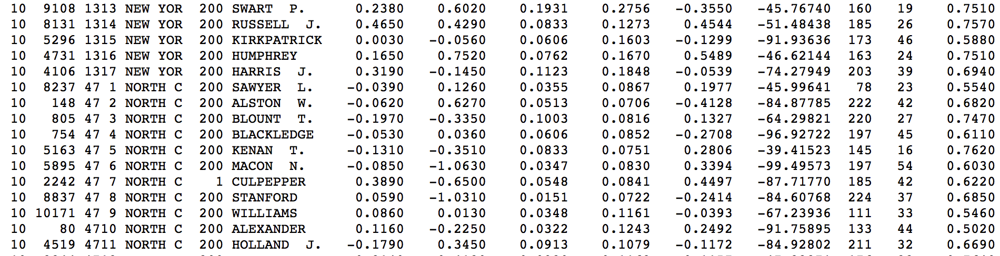 10  9108 1313 NEW YOR  200 SWART  P.      0.2380    0.6020    0.1931    0.2756   -0.3550   -45.76740  160   19    0.7510
10  8131 1314 NEW YOR  200 RUSSELL  J.    0.4650    0.4290    0.0833    0.1273    0.4544   -51.48438  185   26    0.7570
10  5296 1315 NEW YOR  200 KIRKPATRICK    0.0030   -0.0560    0.0606    0.1603   -0.1299   -91.93636  173   46    0.5880
10  4731 1316 NEW YOR  200 HUMPHREY       0.1650    0.7520    0.0762    0.1670    0.5489   -46.62144  163   24    0.7510
10  4106 1317 NEW YOR  200 HARRIS  J.     0.3190   -0.1450    0.1123    0.1848   -0.0539   -74.27949  203   39    0.6940
10  8237 47 1 NORTH C  200 SAWYER  L.    -0.0390    0.1260    0.0355    0.0867    0.1977   -45.99641   78   23    0.5540
10   148 47 2 NORTH C  200 ALSTON  W.    -0.0620    0.6270    0.0513    0.0706   -0.4128   -84.87785  222   42    0.6820
10   805 47 3 NORTH C  200 BLOUNT  T.    -0.1970   -0.3350    0.1003    0.0816    0.1327   -64.29821  220   27    0.7470
10   754 47 4 NORTH C  200 BLACKLEDGE    -0.0530    0.0360    0.0606    0.0852   -0.2708   -96.92722  197   45    0.6110
10  5163 47 5 NORTH C  200 KENAN  T.     -0.1310   -0.3510    0.0833    0.0751    0.2806   -39.41523  145   16    0.7620
10  5895 47 6 NORTH C  200 MACON  N.     -0.0850   -1.0630    0.0347    0.0830    0.3394   -99.49573  197   54    0.6030
10  2242 47 7 NORTH C    1 CULPEPPER      0.3890   -0.6500    0.0548    0.0841    0.4497   -87.71770  185   42    0.6220
10  8837 47 8 NORTH C  200 STANFORD       0.0590   -1.0310    0.0151    0.0722   -0.2414   -84.60768  224   37    0.6850
10 10171 47 9 NORTH C  200 WILLIAMS       0.0860    0.0130    0.0348    0.1161   -0.0393   -67.23936  111   33    0.5460
10    80 4710 NORTH C  200 ALEXANDER      0.1160   -0.2250    0.0322    0.1243    0.2492   -91.75895  133   44    0.5020
10  4519 4711 NORTH C  200 HOLLAND  J.   -0.1790    0.3450    0.0913    0.1079   -0.1172   -84.92802  211   32    0.6690